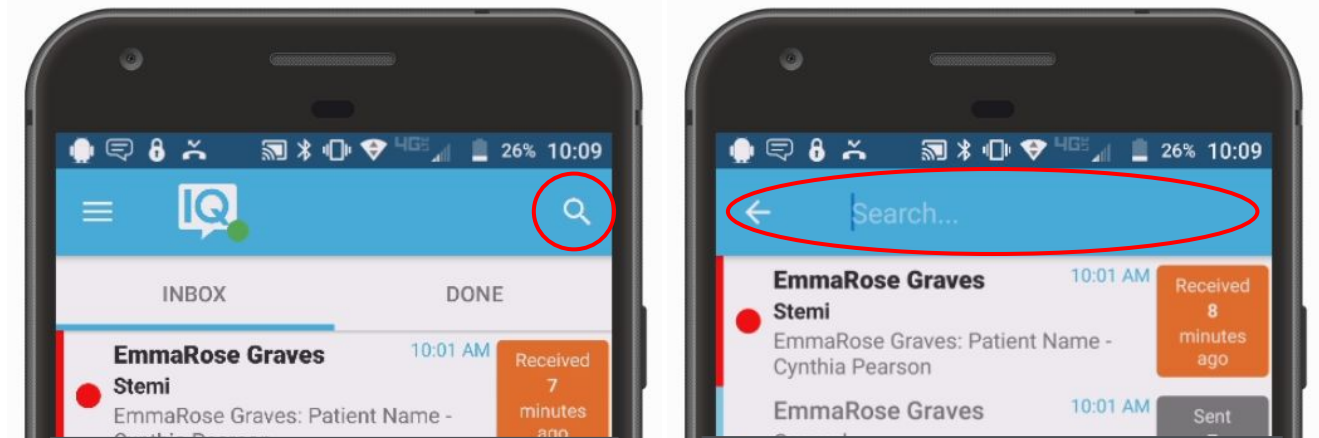 4G 26% 10:09
IQ
INBOX DONE
EmmaRose Graves 10:01 AM
Stemi
EmmaRose Graves: Patient Name -
Received
7
minutes
ago
4G 26% 10:09
Search...
EmmaRose Graves 10:01 AM
Stemi
EmmaRose Graves: Patient Name -
Cynthia Pearson
Received
8
minutes
ago
EmmaRose Graves 10:01 AM
Sent